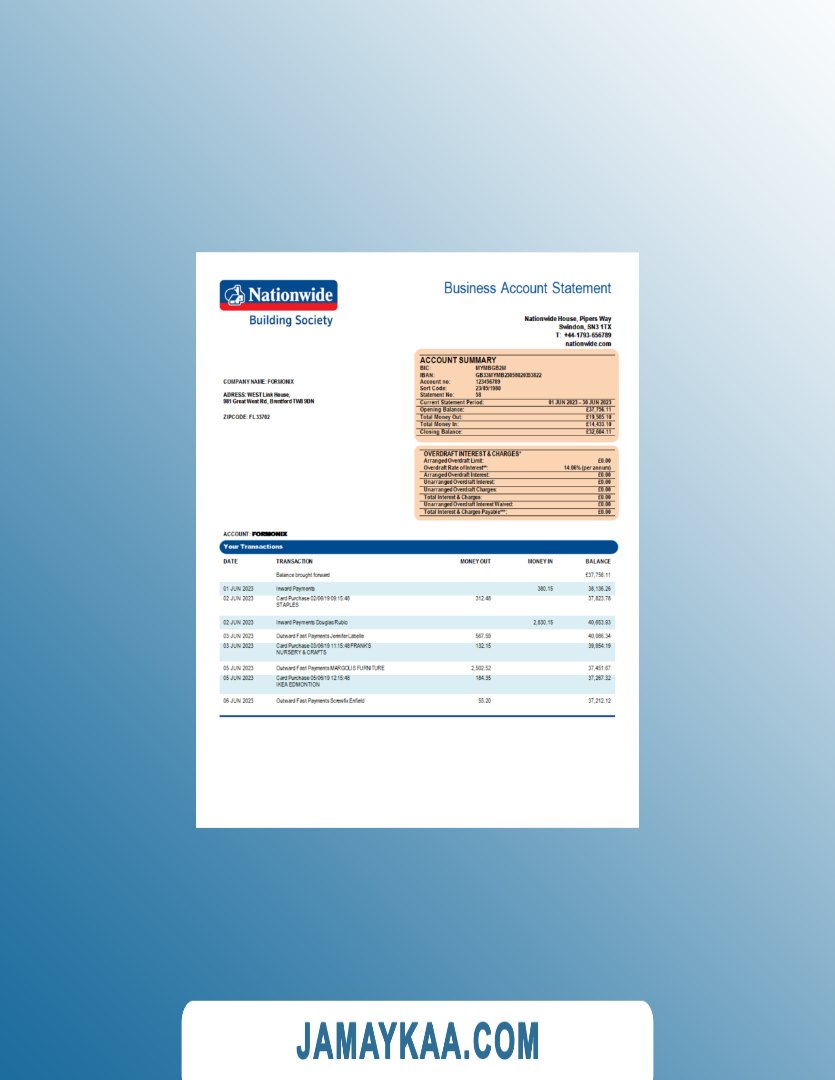 Nationwide
Building Society
Business Account Statement
Nationwide House, Pipers Way
Swindon, SN3 1TX
T: +44-1793-656789
nationwide.com
ACCOUNT SUMMARY
BIC: MYMBGB2M
IBAN:
Account no: 123456789
Sort Code: 23/05/1980
Statement No: 58
Current Statement Period: 01 JUN 2023 – 30 JUN 2023
Opening Balance: £37,756.11
Total Money Out: £19,585.10
Total Money In: £14,433.10
Closing Balance: £32,604.11
COMPANY NAME: FORMONIX
ADRESS: WEST Link House,
981 Great West Rd, Brentford TW8 9DN
ZIPCODE: FL 33702
OVERDRAFT INTEREST & CHARGES*
Arranged Overdraft Limit: £0.00
Overdraft Rate of Interest**: 14.06% (per annum)
Arranged Overdraft Interest: £0.00
Unarranged Overdraft Interest: £0.00
Unarranged Overdraft Charges: £0.00
Total Interest & Charges: £0.00
Unarranged Overdraft Interest Waived: £0.00
Total Interest & Charges Payable***: £0.00
ACCOUNT: FORMONIX
Your Transactions
DATE TRANSACTION MONEY OUT MONEY IN BALANCE
Balance brought forward £37,756.11
01 JUN 2023 Inward Payments 380.15 38,136.26
02 JUN 2023 Card Purchase 02/06/19 09:15:48 312.48 37,823.78
STAPLES
02 JUN 2023 Inward Payments Douglas Rubio 2,830.15 40,653.93
03 JUN 2023 Outward Fast Payments Jennifer Labelle 567.59 40,086.34
03 JUN 2023 Card Purchase 03/06/19 11:15:48 FRANK'S 132.15 39,954.19
NURSERY & CRAFTS
05 JUN 2023 Outward Fast Payments MARGOLIS FURNITURE 2,502.52 37,451.67
05 JUN 2023 Card Purchase 05/06/19 12:15:48 184.35 37,267.32
IKEA EDMONTION
06 JUN 2023 Outward Fast Payments Screwfix Enfield 55.20 37,212.12
JAMAYKAA.COM